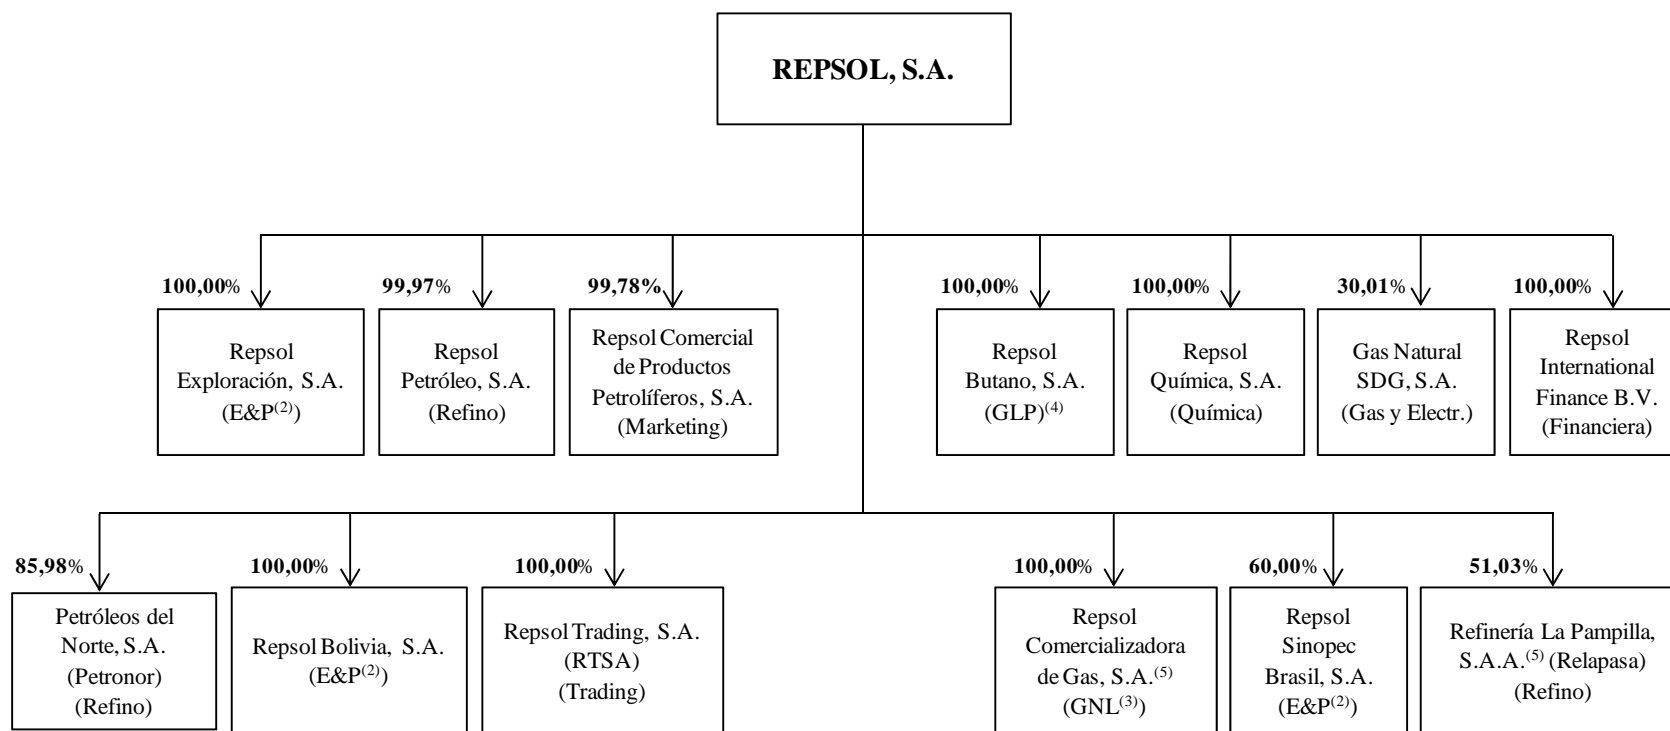 REPSOL, S.A.
100,00%
99,97%
99,78%
100,00%
100,00%
30,01%
100,00%
Repsol
Exploración, S.A.
(E&P(2))
Repsol
Petróleo, S.A.
(Refino)
Repsol Comercial
de Productos
Petrolíferos, S.A.
(Marketing)
Repsol
Butano, S.A.
(GLP)(4)
Repsol
Química, S.A.
(Química)
Gas Natural
SDG, S.A.
(Gas y Electr.)
Repsol
International
Finance B.V.
(Financiera)
85,98%
100,00%
100,00%
100,00%
60,00%
51,03%
Petróleos del
Norte, S.A.
(Petronor)
(Refino)
Repsol Bolivia, S.A.
(E&P(2))
Repsol Trading, S.A.
(RTSA)
(Trading)
Repsol
Comercializadora
de Gas, S.A.(5)
(GNL(3))
Repsol
Sinopec
Brasil, S.A.
(E&P(2))
Refinería La Pampilla,
S.A.A.(5) (Relapasa)
(Refino)